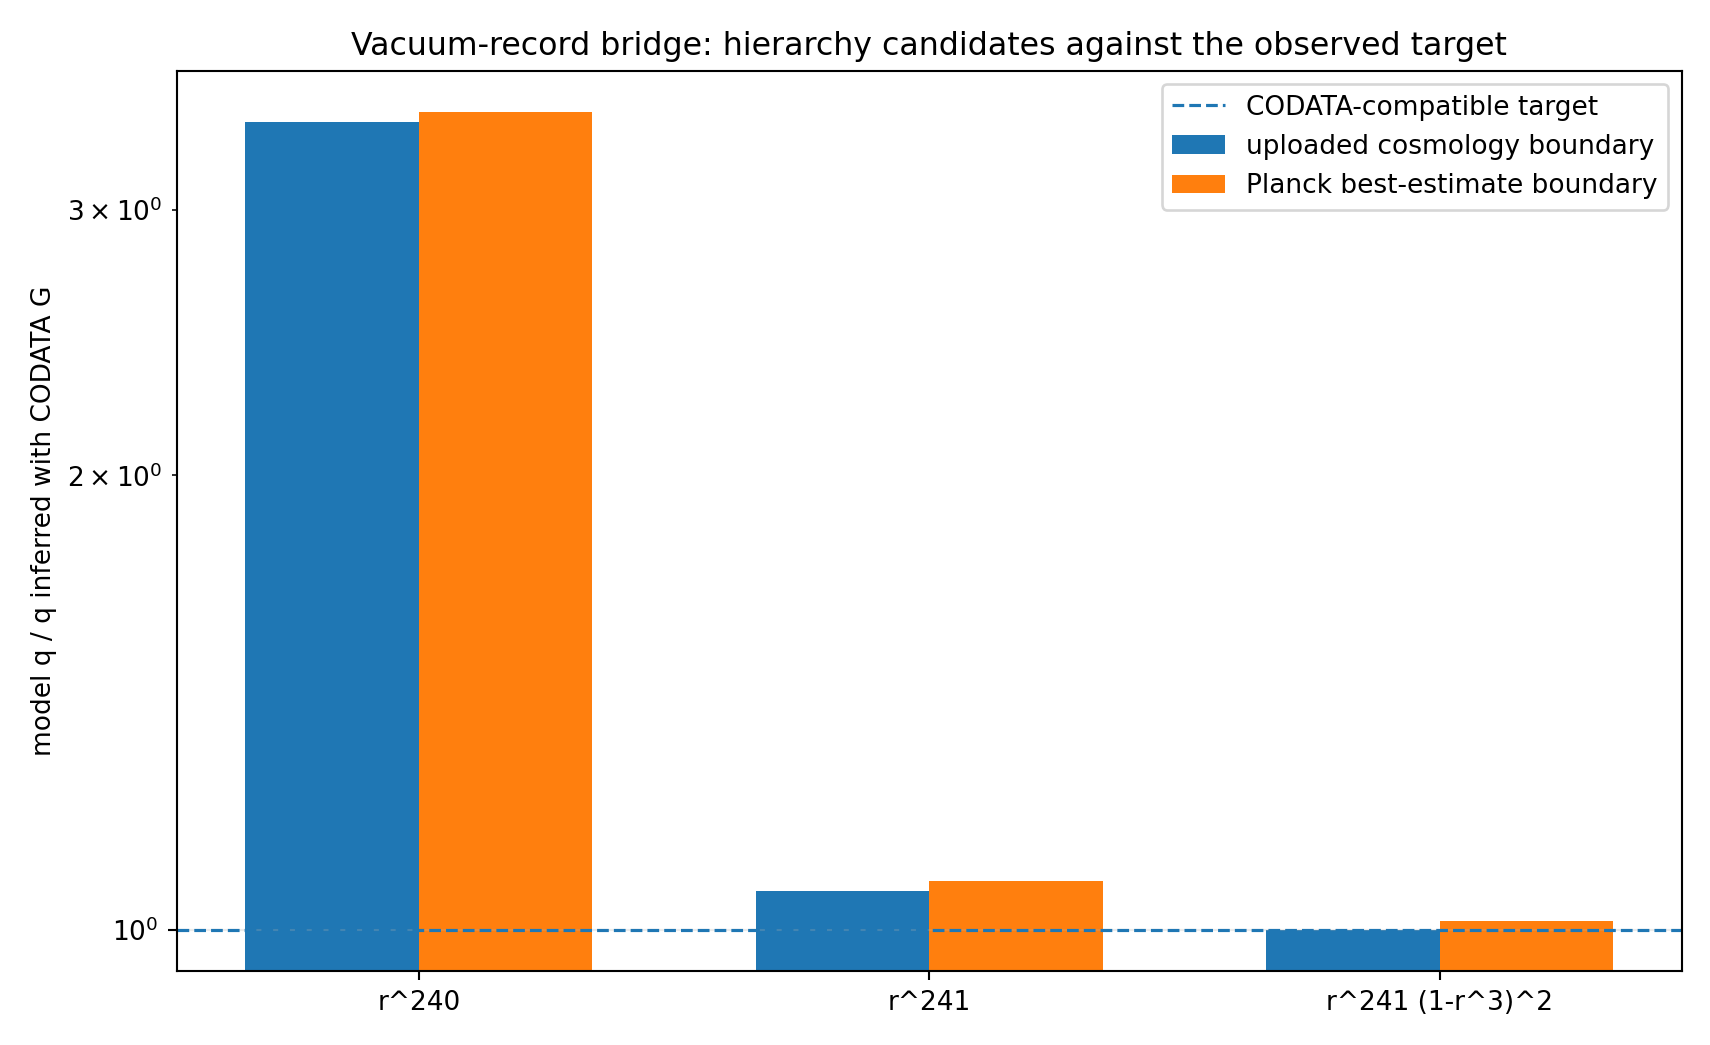 Vacuum-record bridge: hierarchy candidates against the observed target
CODATA-compatible target
uploaded cosmology boundary
Planck best-estimate boundary
model q / q inferred with CODATA G
3 × 10⁰
2 × 10⁰
10⁰
r^240
r^241
r^241 (1-r^3)^2